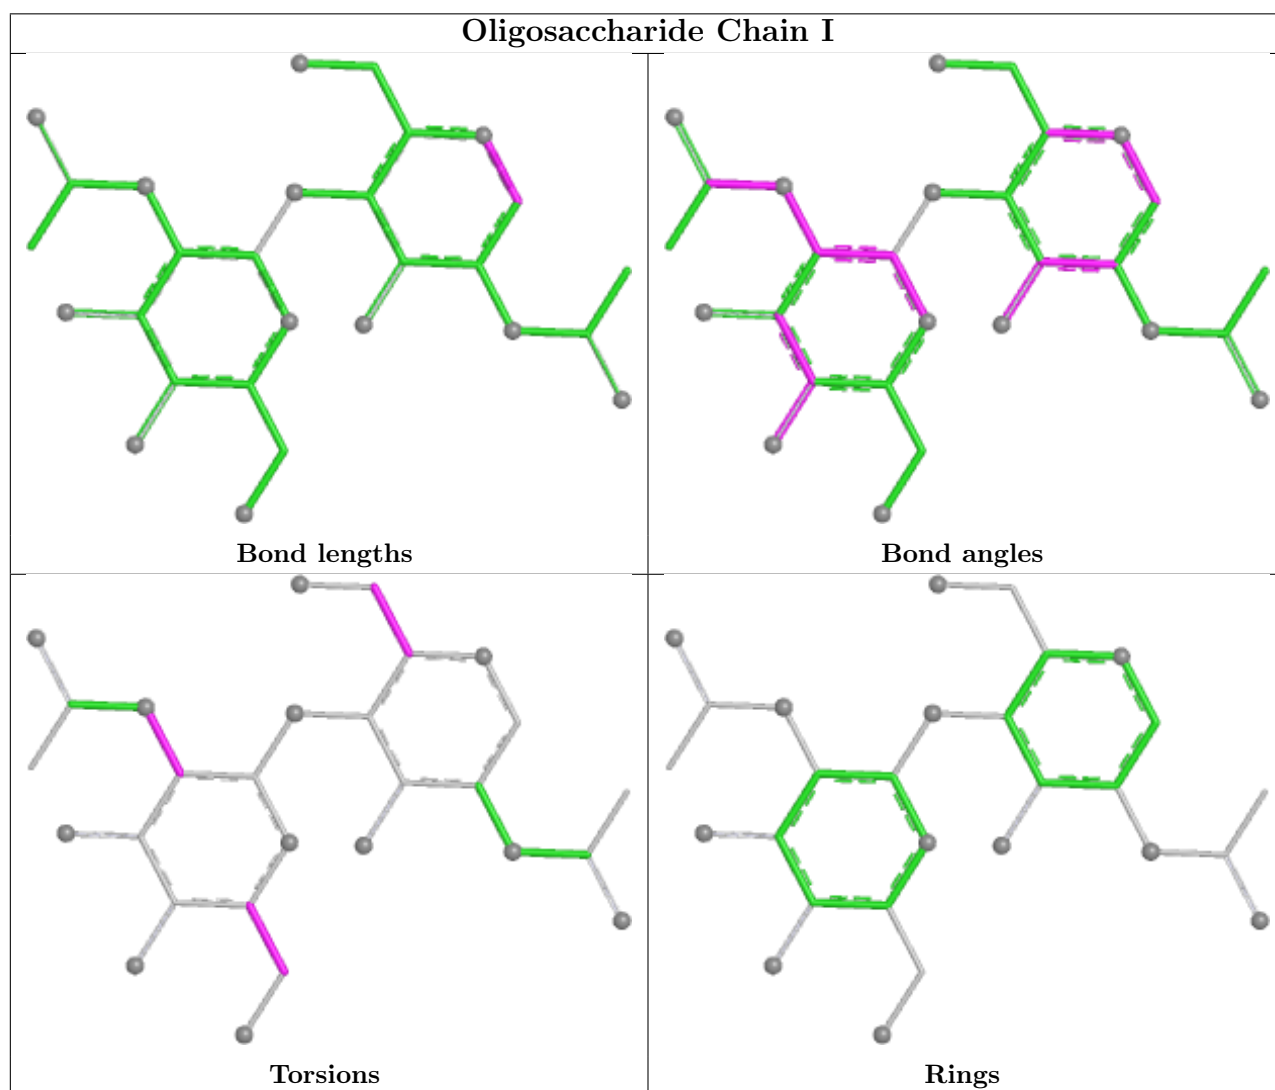 Oligosaccharide Chain I
Bond lengths
Bond angles
Torsions
Rings